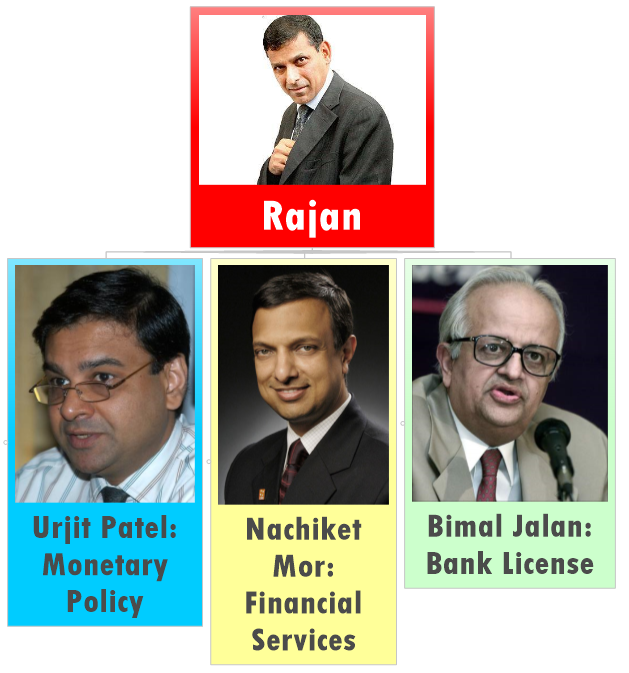 Rajan
Urjit Patel:
Monetary
Policy
Nachiket
Mor:
Financial
Services
Bimal Jalan:
Bank License